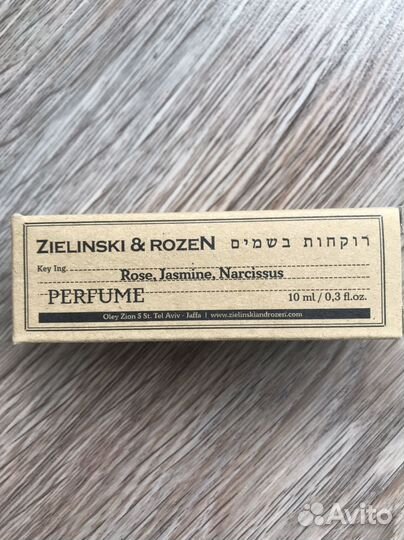 ZIELINSKI & ROZEN רוקחות בשמים
Key Ing. Rose, Jasmine, Narcissus
PERFUME 10 ml / 0,3 fl.oz.
Oley Zion 5 St. Tel Aviv - Jaffa | www.zielinskiandrozen.com
Avito